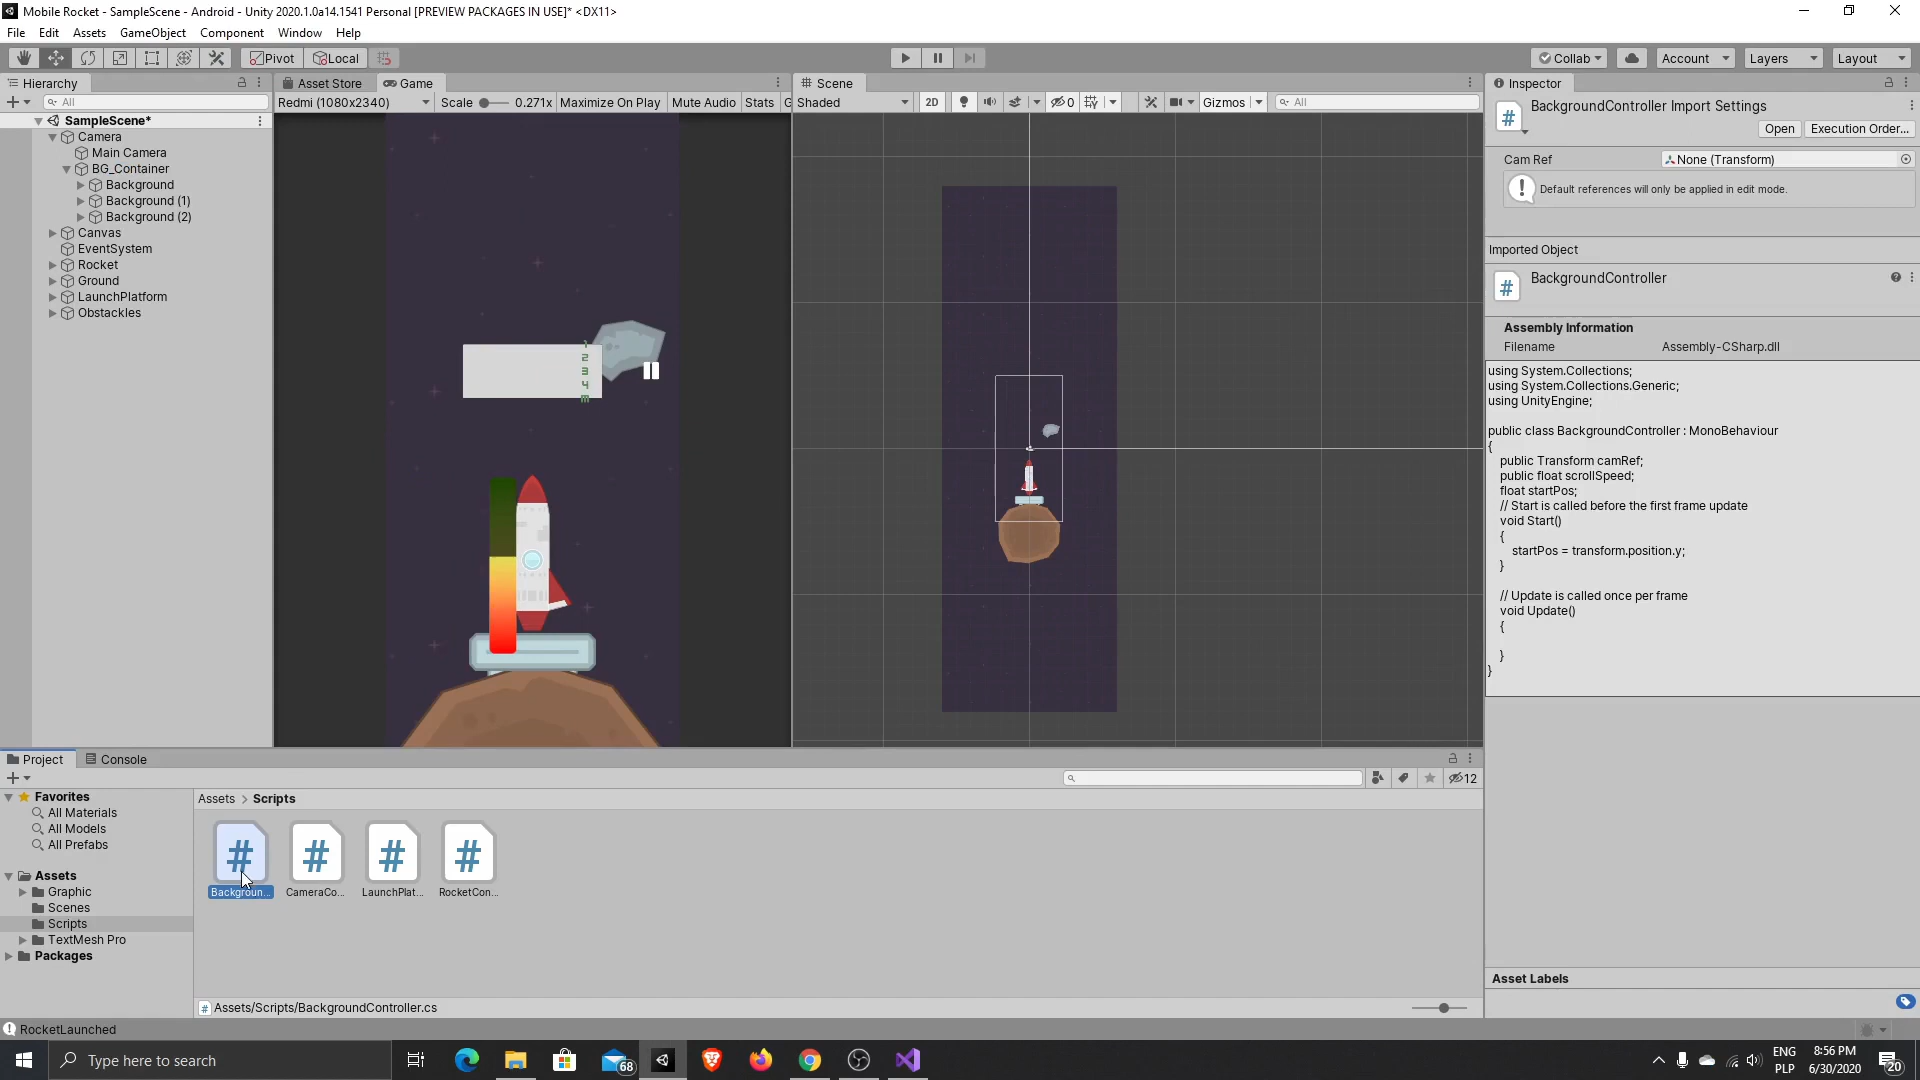 Mobile Rocket - SampleScene - Android - Unity 2020.1.0a14.1541 Personal [PREVIEW PACKAGES IN USE]* <DX11>
File Edit Assets GameObject Component Window Help
Pivot Local Collab Account Layers Layout
Hierarchy
All
SampleScene*
Camera
Main Camera
BG_Container
Background
Background (1)
Background (2)
Canvas
EventSystem
Rocket
Ground
LaunchPlatform
Obstacles
Asset Store Game
Redmi (1080x2340) Scale 0.271x Maximize On Play Mute Audio Stats G
1
2
3
4
Scene
Shaded 2D 0 Gizmos All
Inspector
BackgroundController Import Settings
Open Execution Order...
Cam Ref None (Transform)
Default references will only be applied in edit mode.
Imported Object
BackgroundController
Assembly Information
Filename Assembly-CSharp.dll
using System.Collections;
using System.Collections.Generic;
using UnityEngine;
public class BackgroundController : MonoBehaviour
{
public Transform camRef;
public float scrollSpeed;
float startPos;
// Start is called before the first frame update
void Start()
{
startPos = transform.position.y;
}
// Update is called once per frame
void Update()
{
}
}
Asset Labels
Project Console
12
Favorites
All Materials
All Models
All Prefabs
Assets
Graphic
Scenes
Scripts
TextMesh Pro
Packages
Assets > Scripts
Backgroun... CameraCo... LaunchPlat... RocketCon...
Assets/Scripts/BackgroundController.cs
RocketLaunched
Type here to search
68
ENG
PLP
8:56 PM
6/30/2020
20